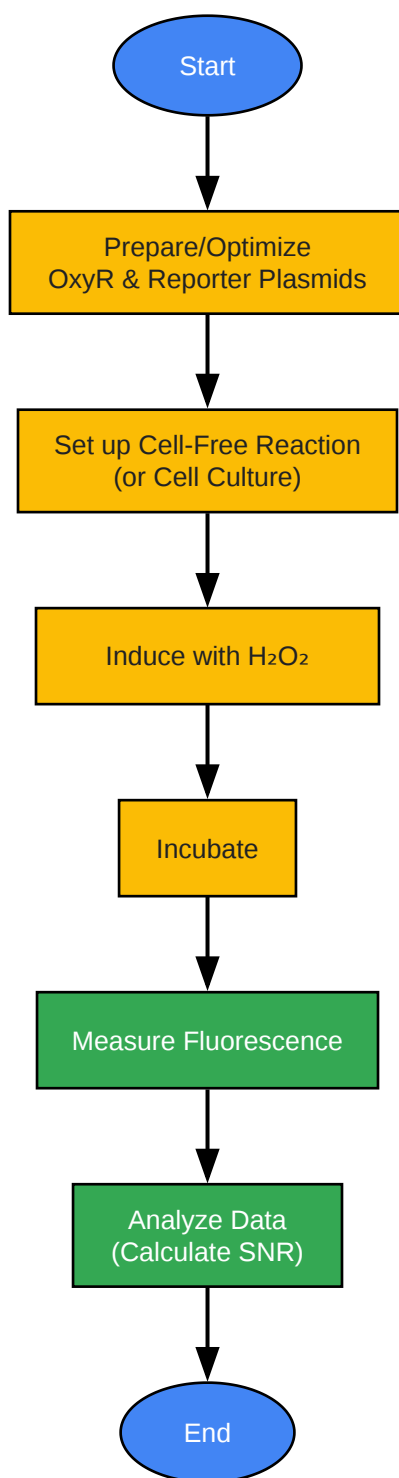 Start
Prepare/Optimize
OxyR & Reporter Plasmids
Set up Cell-Free Reaction
(or Cell Culture)
Induce with H₂O₂
Incubate
Measure Fluorescence
Analyze Data
(Calculate SNR)
End